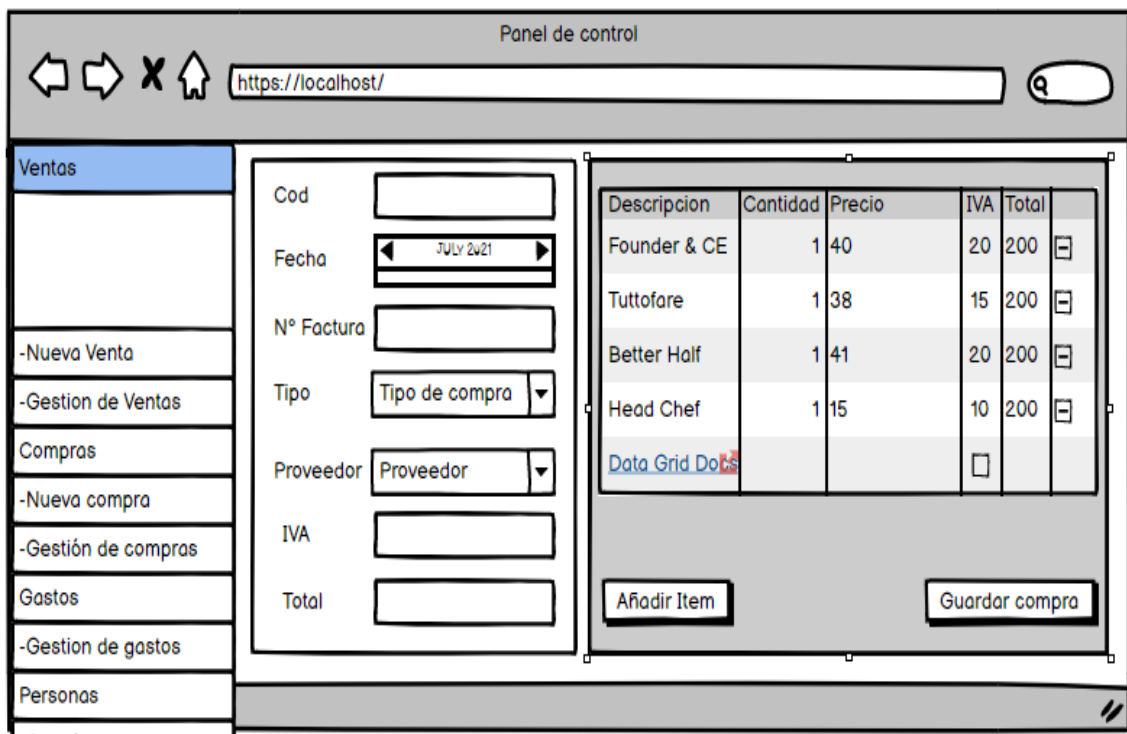 Panel de control
https://localhost/
Ventas
-Nueva Venta
-Gestion de Ventas
Compras
-Nueva compra
-Gestión de compras
Gastos
-Gestion de gastos
Personas
Cod
Fecha
JULY 2021
Nº Factura
Tipo
Tipo de compra
Proveedor
Proveedor
IVA
Total
Descripcion Cantidad Precio IVA Total
Founder & CE 1 40 20 200
Tuttofare 1 38 15 200
Better Half 1 41 20 200
Head Chef 1 15 10 200
Data Grid Docs
Añadir Item
Guardar compra